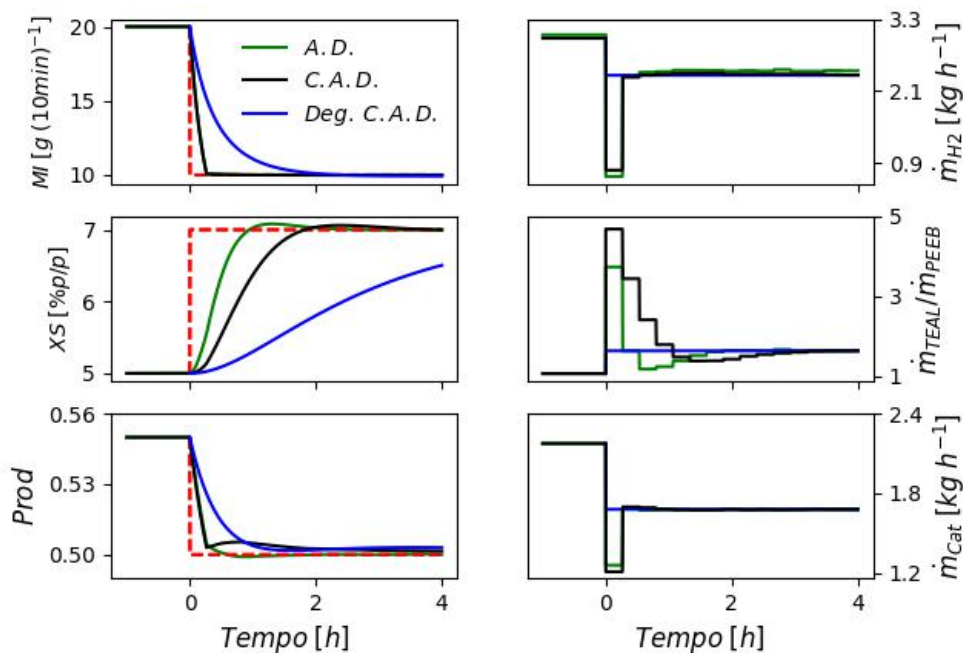 MI [g (10min)⁻¹]
20
15
10
A.D.
C.A.D.
Deg. C.A.D.
3.3
2.1
0.9
ṁ_H2 [kg h⁻¹]
XS [%p/p]
7
6
5
5
3
1
ṁ_TEAL/ṁ_PEEB
Prod
0.56
0.53
0.50
2.4
1.8
1.2
ṁ_Cat [kg h⁻¹]
0 2 4
0 2 4
Tempo [h]
Tempo [h]